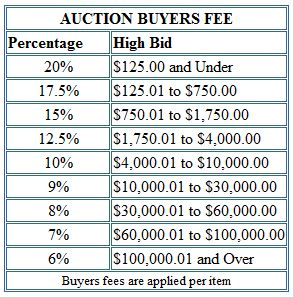 AUCTION BUYERS FEE
Percentage High Bid
20% $125.00 and Under
17.5% $125.01 to $750.00
15% $750.01 to $1,750.00
12.5% $1,750.01 to $4,000.00
10% $4,000.01 to $10,000.00
9% $10,000.01 to $30,000.00
8% $30,000.01 to $60,000.00
7% $60,000.01 to $100,000.00
6% $100,000.01 and Over
Buyers fees are applied per item